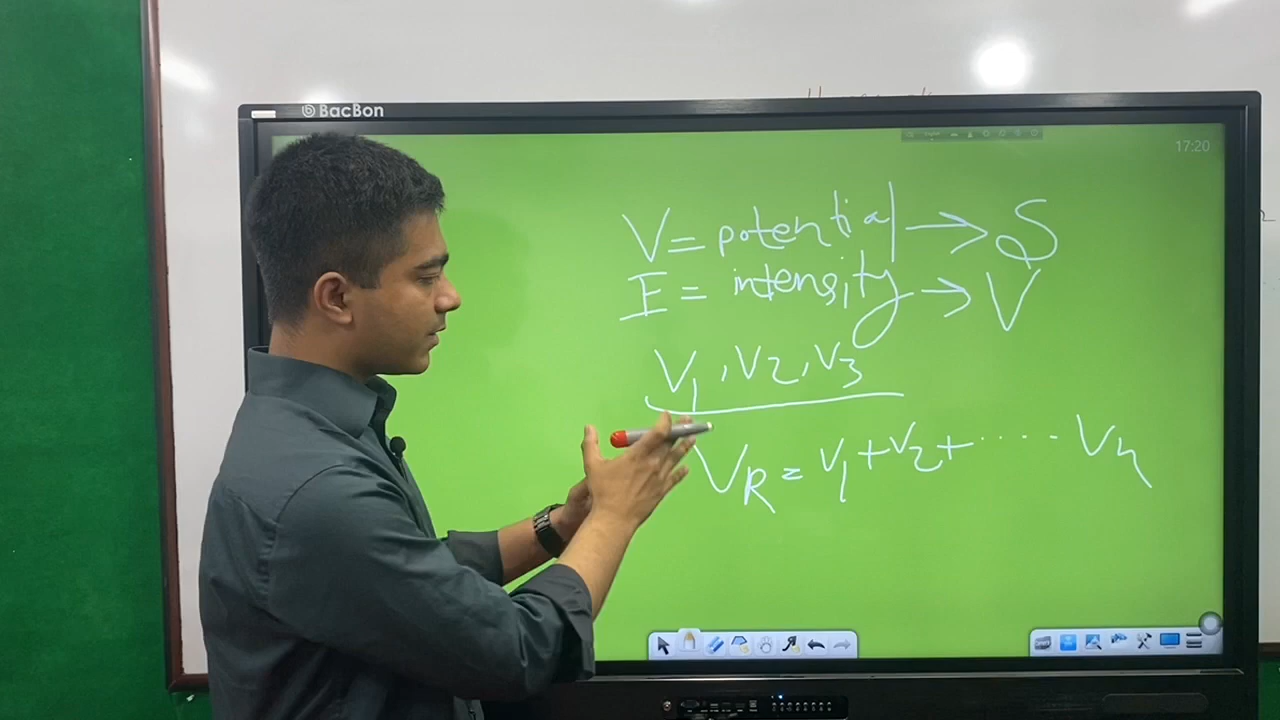 BacBon
17:20
V = potential → S
E = intensity → V
V1, V2, V3
VR = V1 + V2 + ..... Vn